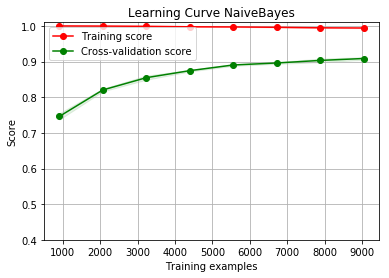 Learning Curve NaiveBayes
Training score
Cross-validation score
Score
1.0
0.9
0.8
0.7
0.6
0.5
0.4
1000 2000 3000 4000 5000 6000 7000 8000 9000
Training examples